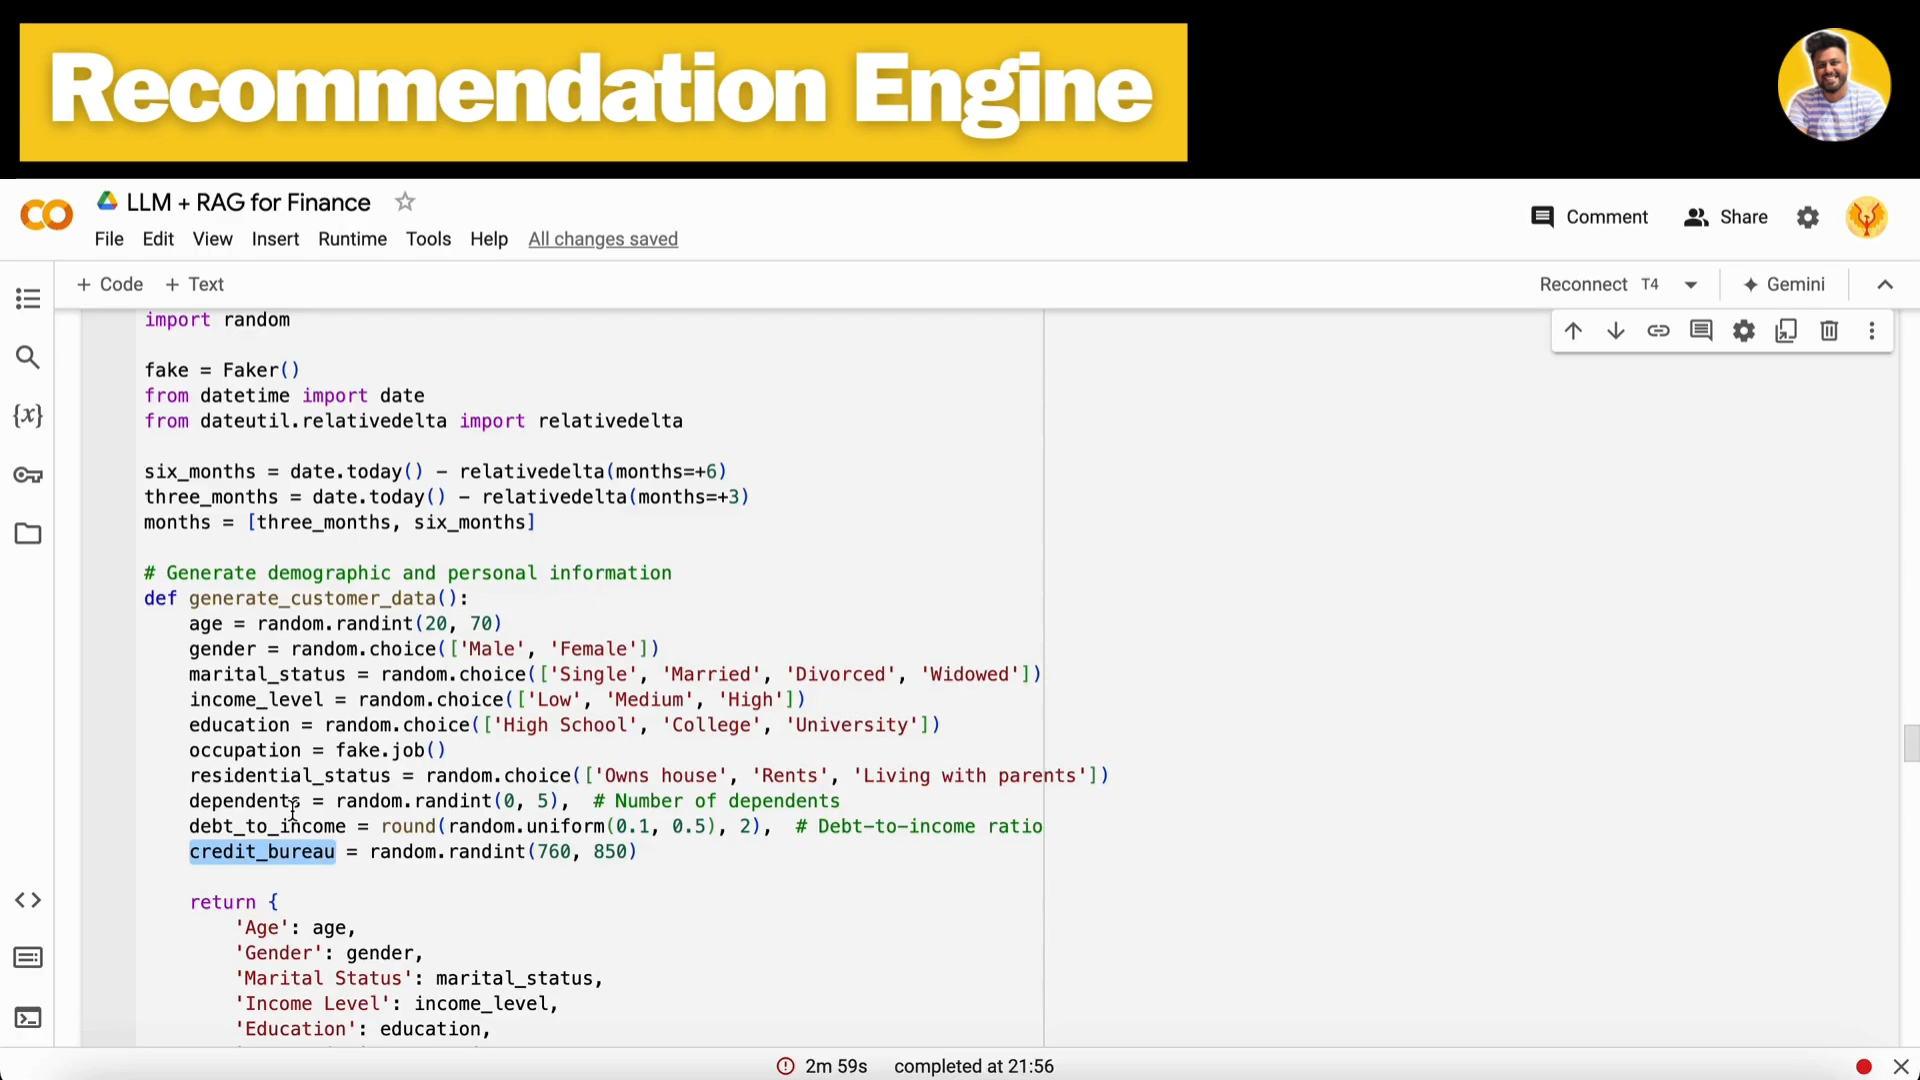 Recommendation Engine
LLM + RAG for Finance
File Edit View Insert Runtime Tools Help All changes saved
Comment Share
+ Code + Text
Reconnect T4 Gemini
import random
fake = Faker()
from datetime import date
from dateutil.relativedelta import relativedelta
six_months = date.today() - relativedelta(months=+6)
three_months = date.today() - relativedelta(months=+3)
months = [three_months, six_months]
# Generate demographic and personal information
def generate_customer_data():
age = random.randint(20, 70)
gender = random.choice(['Male', 'Female'])
marital_status = random.choice(['Single', 'Married', 'Divorced', 'Widowed'])
income_level = random.choice(['Low', 'Medium', 'High'])
education = random.choice(['High School', 'College', 'University'])
occupation = fake.job()
residential_status = random.choice(['Owns house', 'Rents', 'Living with parents'])
dependents = random.randint(0, 5), # Number of dependents
debt_to_income = round(random.uniform(0.1, 0.5), 2), # Debt-to-income ratio
credit_bureau = random.randint(760, 850)
return {
'Age': age,
'Gender': gender,
'Marital Status': marital_status,
'Income Level': income_level,
'Education': education,
2m 59s completed at 21:56